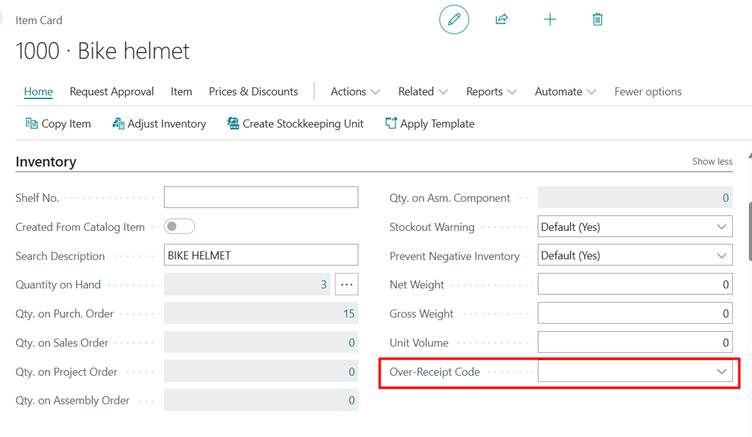 Item Card
1000 · Bike helmet
Home Request Approval Item Prices & Discounts Actions Related Reports Automate Fewer options
Copy Item Adjust Inventory Create Stockkeeping Unit Apply Template
Inventory Show less
Shelf No.
Created From Catalog Item
Search Description BIKE HELMET
Quantity on Hand 3 ...
Qty. on Purch. Order 15
Qty. on Sales Order 0
Qty. on Project Order 0
Qty. on Assembly Order 0
Qty. on Asm. Component 0
Stockout Warning Default (Yes)
Prevent Negative Inventory Default (Yes)
Net Weight 0
Gross Weight 0
Unit Volume 0
Over-Receipt Code